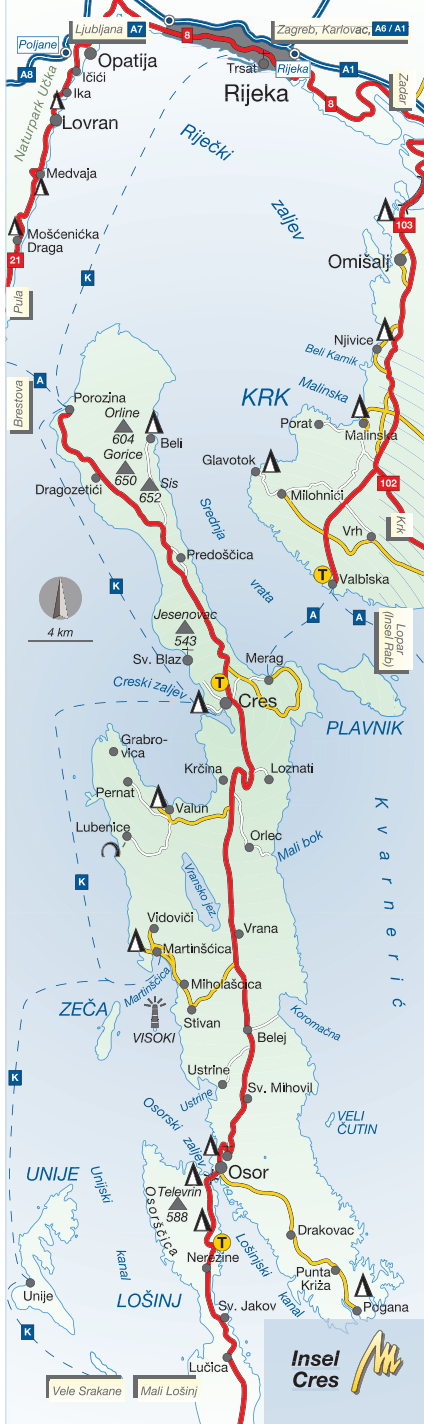 Ljubljana A7
Zagreb, Karlovac, A6 / A1
Poljane
8
Opatija
A8
Trsat
Rijeka
A1
Ičići
Ika
Rijeka
8
Zadar
Naturpark Učka
Lovran
Riječki
zaljev
Medvaja
K
103
Mošćenička
Draga
21
Omišalj
Pula
Njivice
Beli Kamik
A
Brestova
Porozina
Orline
604
KRK
Malinska
Porat
Malinska
Beli
Gorice
650
Glavotok
Sis
652
Dragozetići
Milohnići
102
Srednja
vrata
Krk
Vrh
Predošćica
T
Valbiska
K
4 km
Jesenovac
543
A
A
Lopar
(Insel Rab)
Sv. Blaz
Merag
T
Creski zaljev
Cres
PLAVNIK
Grabro-
vica
Krčina
Loznati
Pernat
Valun
Kvarnerić
Lubenice
Orlec
Mali bok
K
Vransko jez.
Vidovići
Vrana
Martinšćica
Martinšćica
Miholašćica
ZEČA
Stivan
VISOKI
Koromačna
Belej
K
Ustrine
Ustrine
Sv. Mihovil
Osorski
zaljev
VELI
ČUTIN
UNIJE
Unijski
kanal
Osor
Televrin
588
Osoršćica
Drakovac
T
Lošinjski
kanal
Nerezine
Punta
Križa
Unije
LOŠINJ
Pogana
Sv. Jakov
K
Lučica
Insel
Cres
Vele Srakane
Mali Lošinj